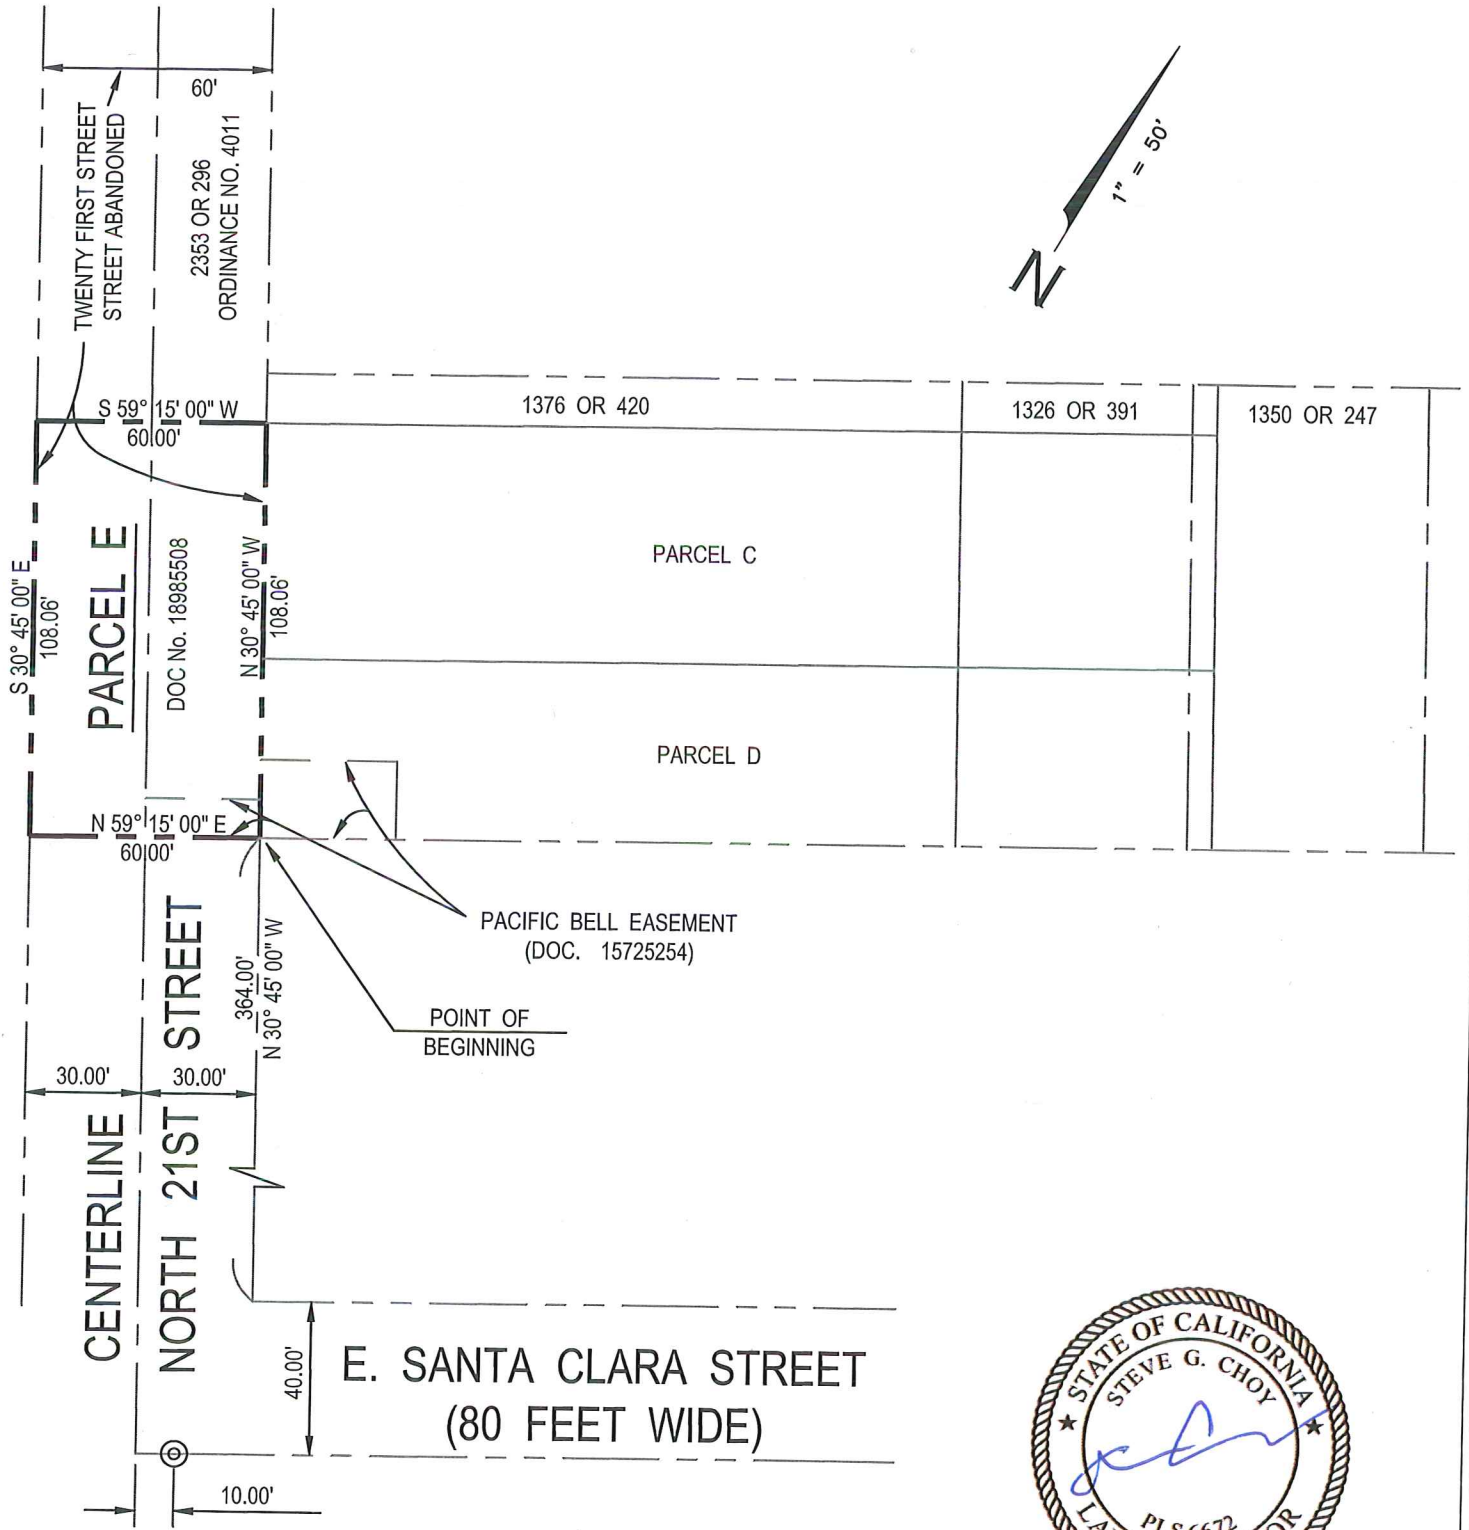 60'
TWENTY FIRST STREET
STREET ABANDONED
2353 OR 296
ORDINANCE NO. 4011
1" = 50'
N
S 59° 15' 00" W
60.00'
1376 OR 420
1326 OR 391
1350 OR 247
S 30° 45' 00" E
108.06'
PARCEL E
DOC No. 18985508
N 30° 45' 00" W
108.06'
PARCEL C
PARCEL D
N 59° 15' 00" E
60.00'
PACIFIC BELL EASEMENT
(DOC. 15725254)
364.00'
N 30° 45' 00" W
POINT OF
BEGINNING
30.00'
30.00'
CENTERLINE
NORTH 21ST STREET
40.00'
E. SANTA CLARA STREET
(80 FEET WIDE)
10.00'
STATE OF CALIFORNIA
STEVE G. CHOY
PLS 6672